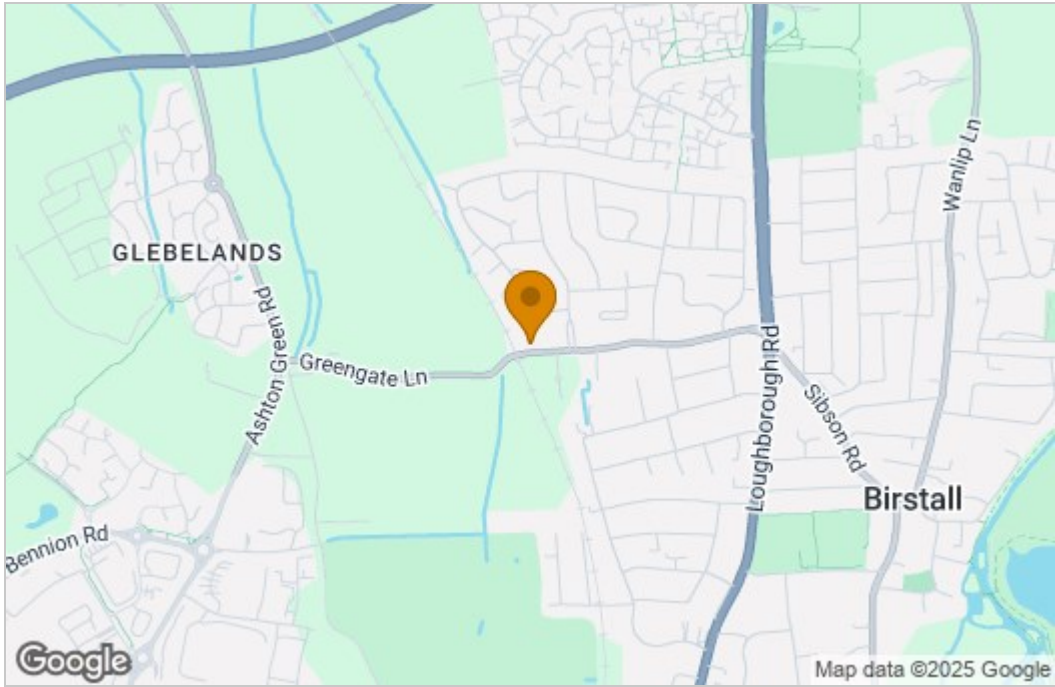 Wanlip Ln
GLEBELANDS
Ashton Green Rd
Greengate Ln
Loughborough Rd
Sibson Rd
Birstall
Bennion Rd
Google
Map data ©2025 Google